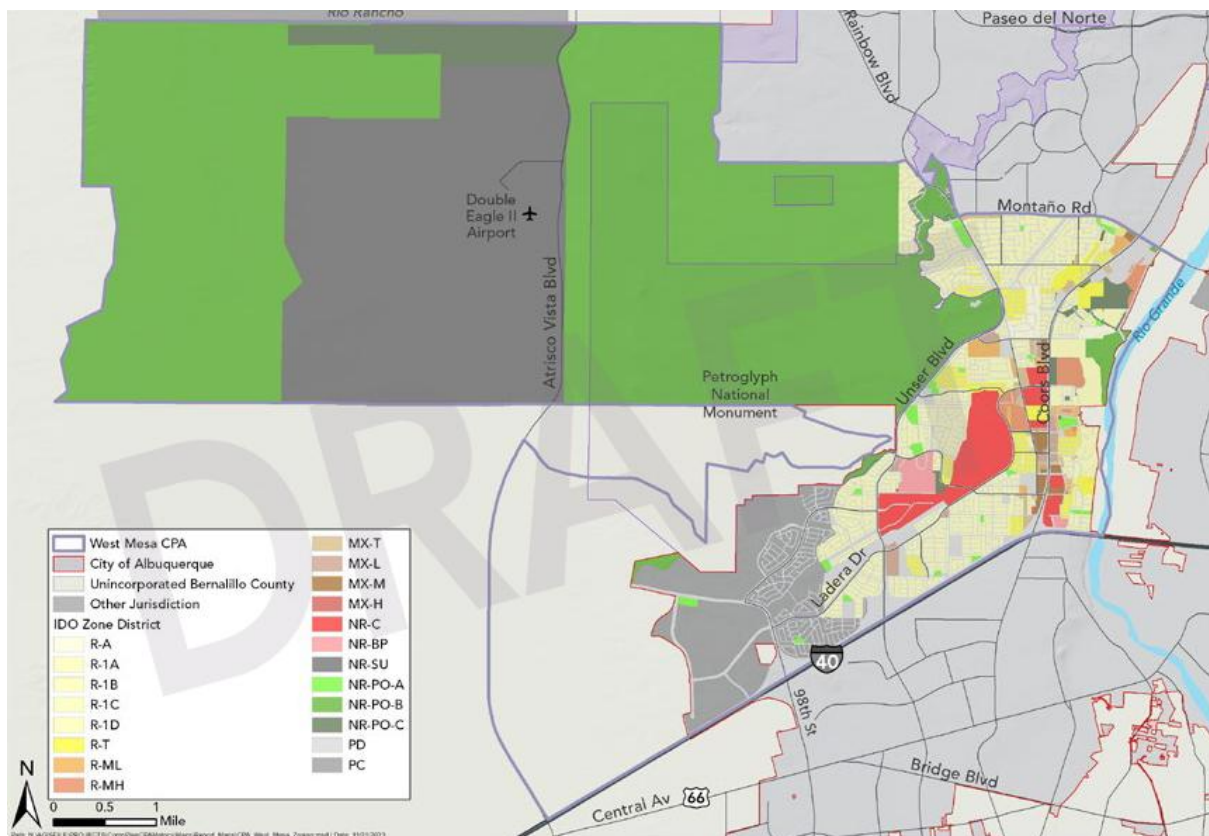 Rio Rancho
Paseo del Norte
Rainbow Blvd
Double
Eagle II
Airport
Montaño Rd
Atrisco Vista Blvd
Rio Grande
Unser Blvd
Coors Blvd
Petroglyph
National
Monument
DRAFT
Ladera Dr
40
98th St
Central Av
66
Bridge Blvd
West Mesa CPA
City of Albuquerque
Unincorporated Bernalillo County
Other Jurisdiction
IDO Zone District
R-A
R-1A
R-1B
R-1C
R-1D
R-T
R-ML
R-MH
MX-T
MX-L
MX-M
MX-H
NR-C
NR-BP
NR-SU
NR-PO-A
NR-PO-B
NR-PO-C
PD
PC
N
0 0.5 1
Mile